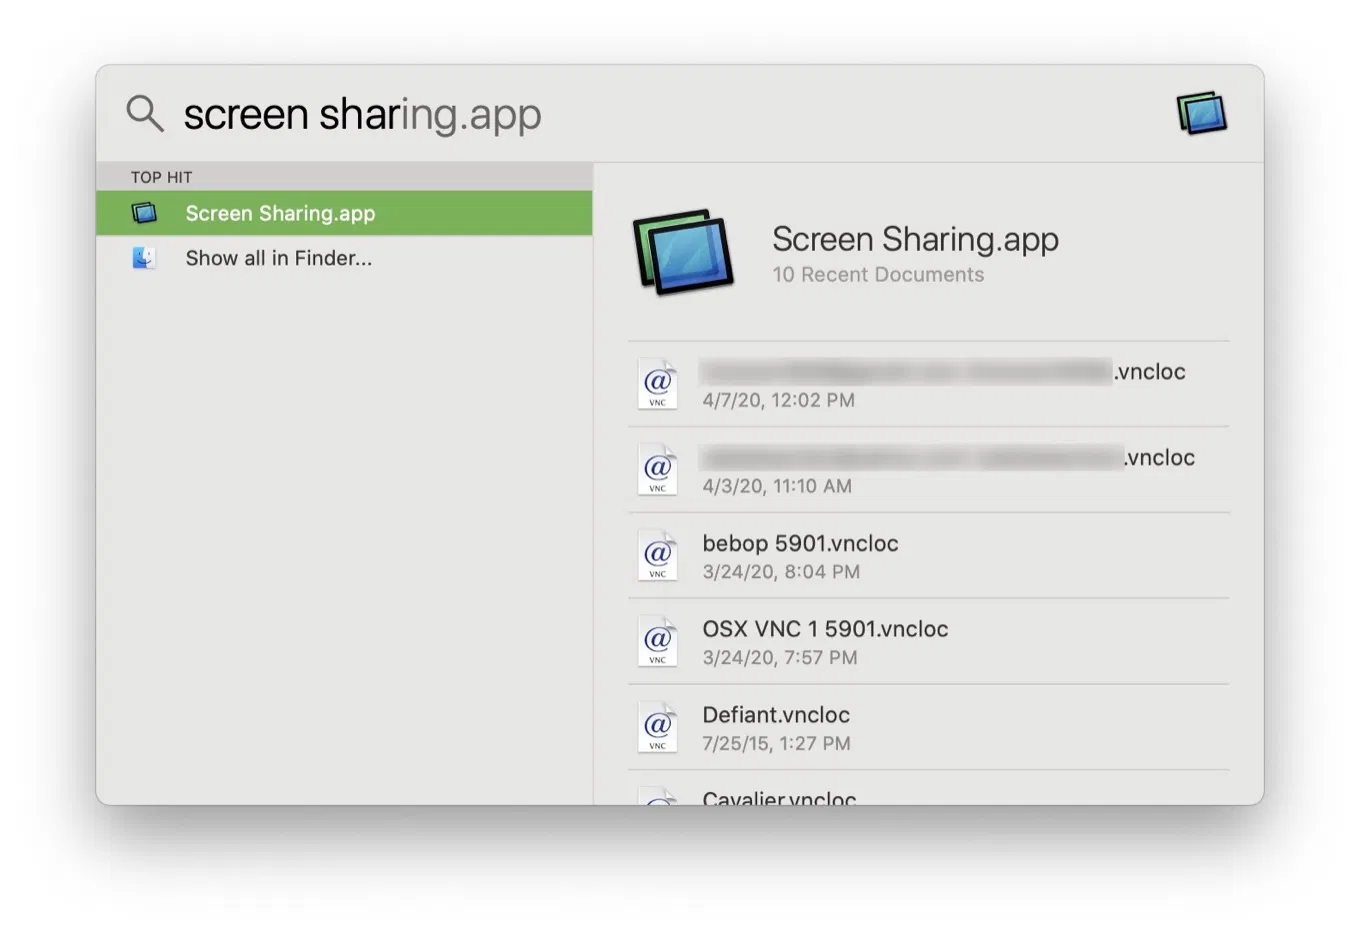 screen sharing.app
TOP HIT
Screen Sharing.app
Show all in Finder...
Screen Sharing.app
10 Recent Documents
.vncloc
4/7/20, 12:02 PM
.vncloc
4/3/20, 11:10 AM
bebop 5901.vncloc
3/24/20, 8:04 PM
OSX VNC 1 5901.vncloc
3/24/20, 7:57 PM
Defiant.vncloc
7/25/15, 1:27 PM
Cavalier.vncloc
@
VNC
@
VNC
@
VNC
@
VNC
@
VNC